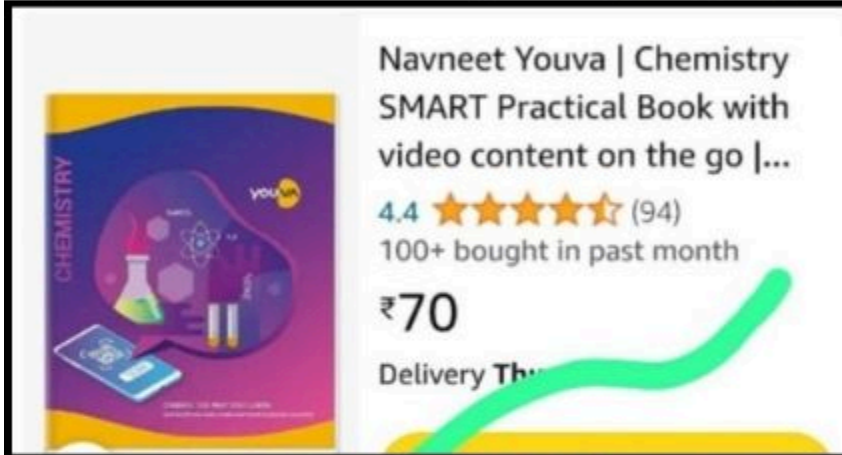 CHEMISTRY
youVA
Navneet Youva | Chemistry
SMART Practical Book with
video content on the go |...
4.4 (94)
100+ bought in past month
₹70
Delivery